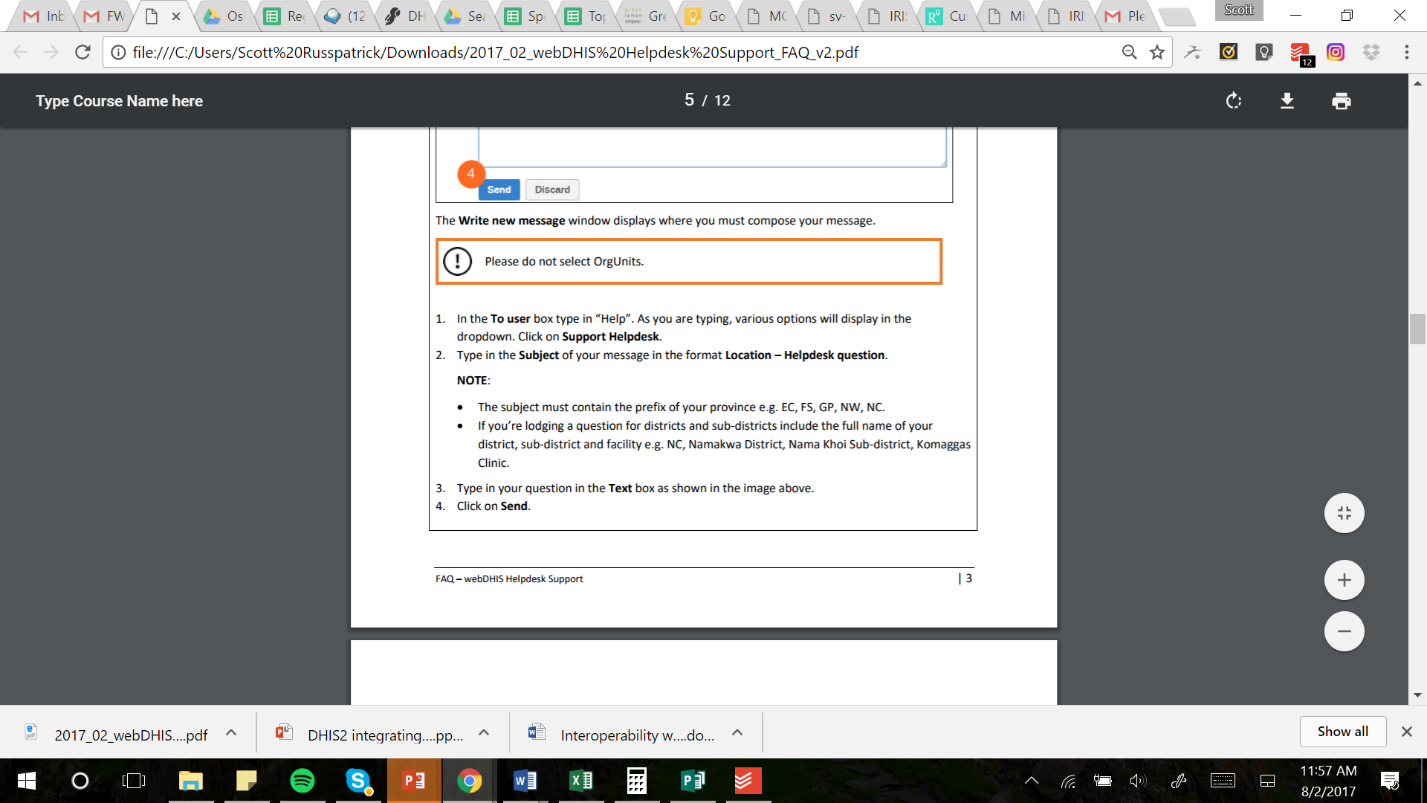 Inb
FW
Os
Re
(12
DH
Se
Sp
To
Gre
Go
MC
sv-
IRI
Cu
Mi
IRI
Ple
Scott
file:///C:/Users/Scott%20Russpatrick/Downloads/2017_02_webDHIS%20Helpdesk%20Support_FAQ_v2.pdf
12
Type Course Name here
5 / 12
4
Send Discard
The Write new message window displays where you must compose your message.
! Please do not select OrgUnits.
1. In the To user box type in “Help”. As you are typing, various options will display in the
dropdown. Click on Support Helpdesk.
2. Type in the Subject of your message in the format Location – Helpdesk question.
NOTE:
• The subject must contain the prefix of your province e.g. EC, FS, GP, NW, NC.
• If you’re lodging a question for districts and sub-districts include the full name of your
district, sub-district and facility e.g. NC, Namakwa District, Nama Khoi Sub-district, Komaggas
Clinic.
3. Type in your question in the Text box as shown in the image above.
4. Click on Send.
FAQ – webDHIS Helpdesk Support | 3
2017_02_webDHIS....pdf
DHIS2 integrating....pp...
Interoperability w....do...
Show all
11:57 AM
8/2/2017